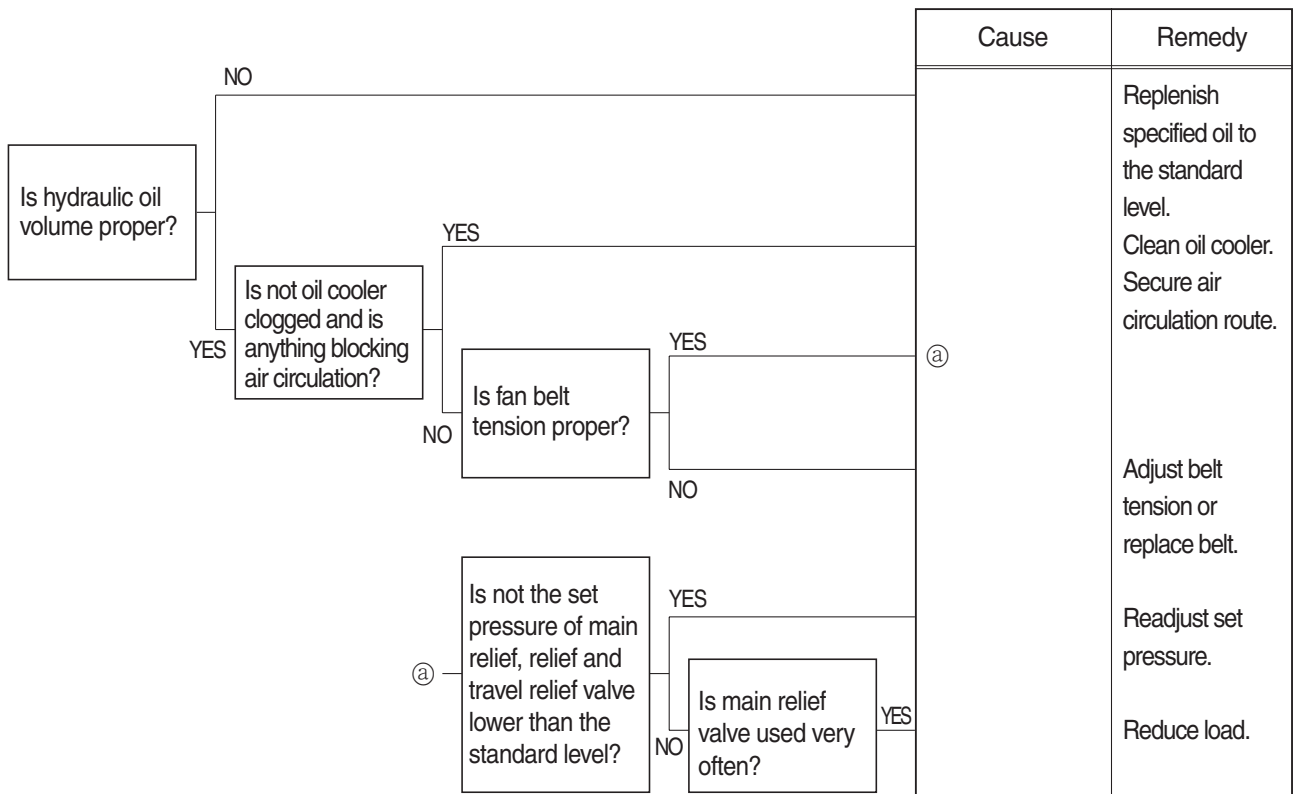 Cause
Remedy
NO
Replenish
specified oil to
the standard
level.
Is hydraulic oil
volume proper?
YES
Clean oil cooler.
Secure air
circulation route.
YES
Is not oil cooler
clogged and is
anything blocking
air circulation?
YES
ⓐ
NO
Is fan belt
tension proper?
NO
Adjust belt
tension or
replace belt.
ⓐ
Is not the set
pressure of main
relief, relief and
travel relief valve
lower than the
standard level?
YES
Readjust set
pressure.
NO
Is main relief
valve used very
often?
YES
Reduce load.